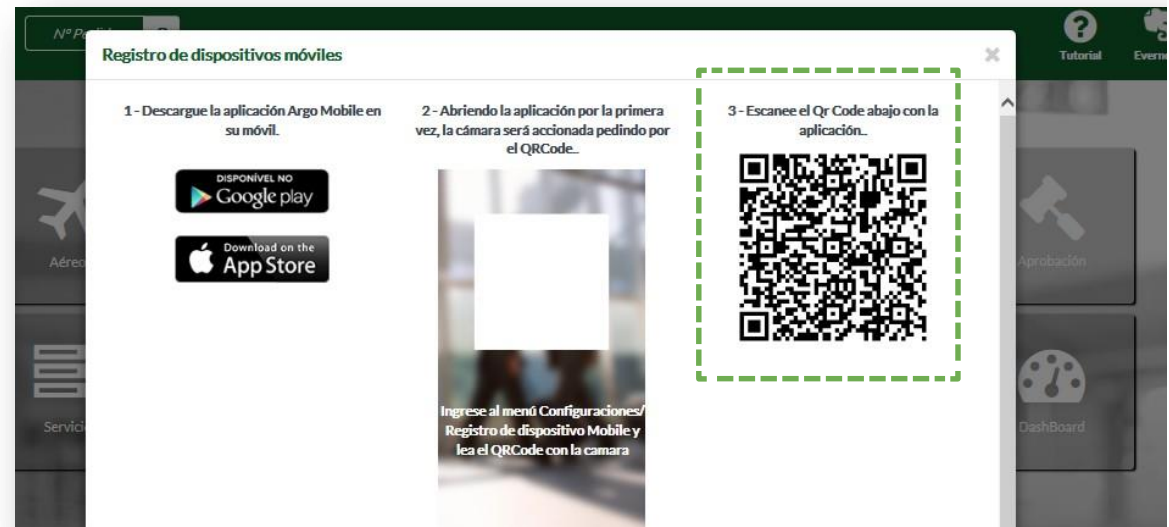 Tutorial
Registro de dispositivos móviles
1 - Descargue la aplicación Argo Mobile en
su móvil.
DISPONÍVEL NO
Google play
Download on the
App Store
2 - Abriendo la aplicación por la primera
vez, la cámara será accionada pedindo por
el QRCode..
Ingrese al menú Configuraciones/
Registro de dispositivo Mobile y
lea el QRCode con la camara
3 - Escanee el Qr Code abajo con la
aplicación..
Aprobación
DashBoard